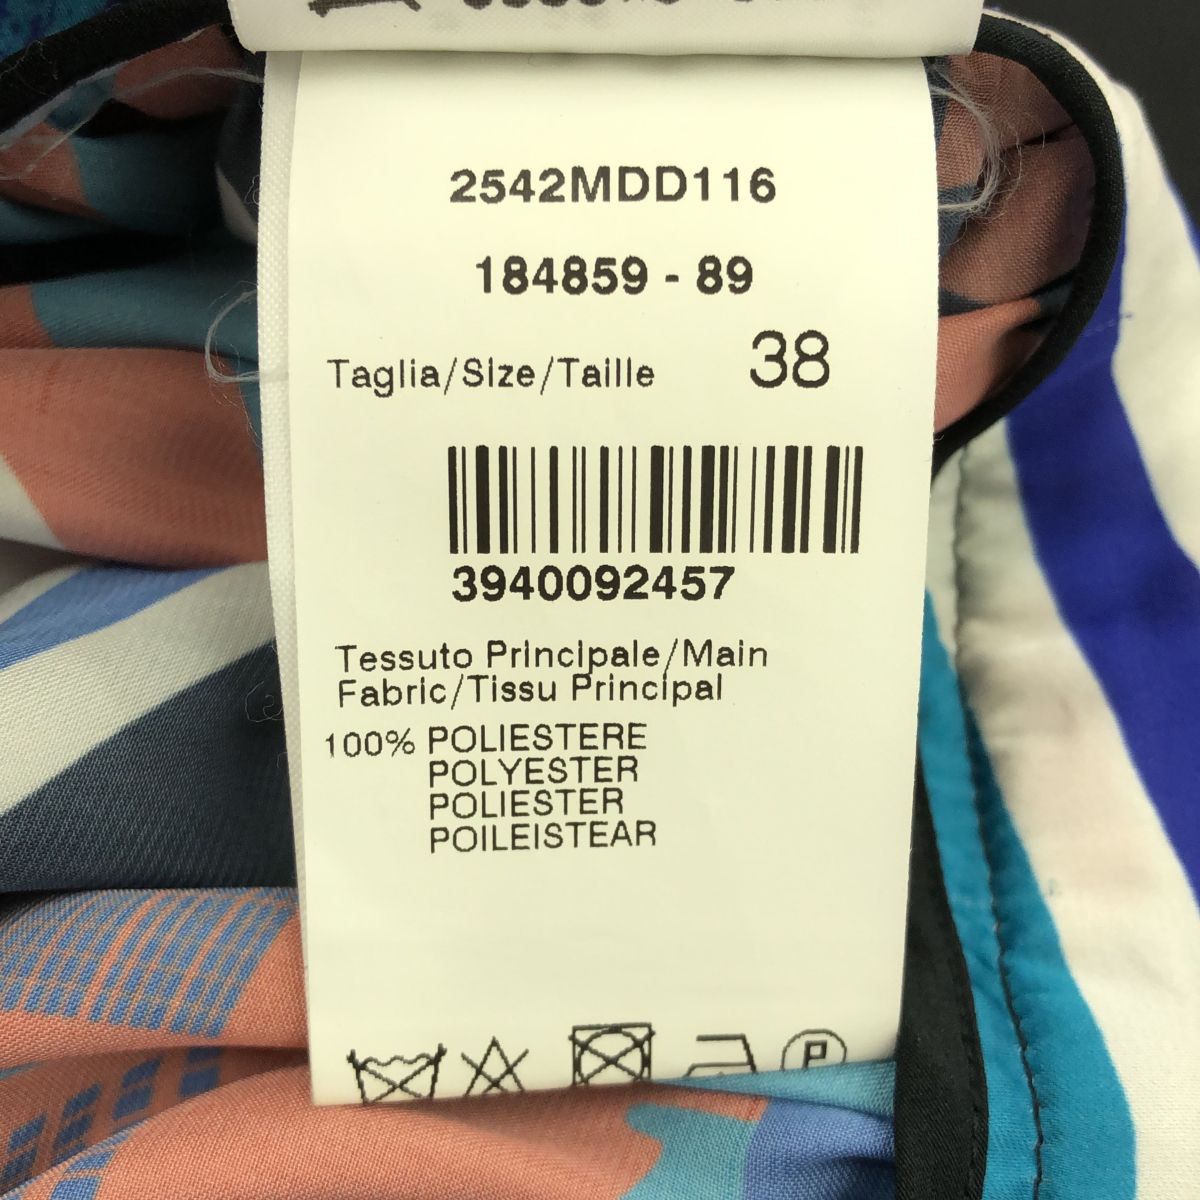 2542MDD116
184859 - 89
Taglia/Size/Taille 38
3940092457
Tessuto Principale/Main
Fabric/Tissu Principal
100% POLIESTERE
POLYESTER
POLIESTER
POILEISTEAR
P